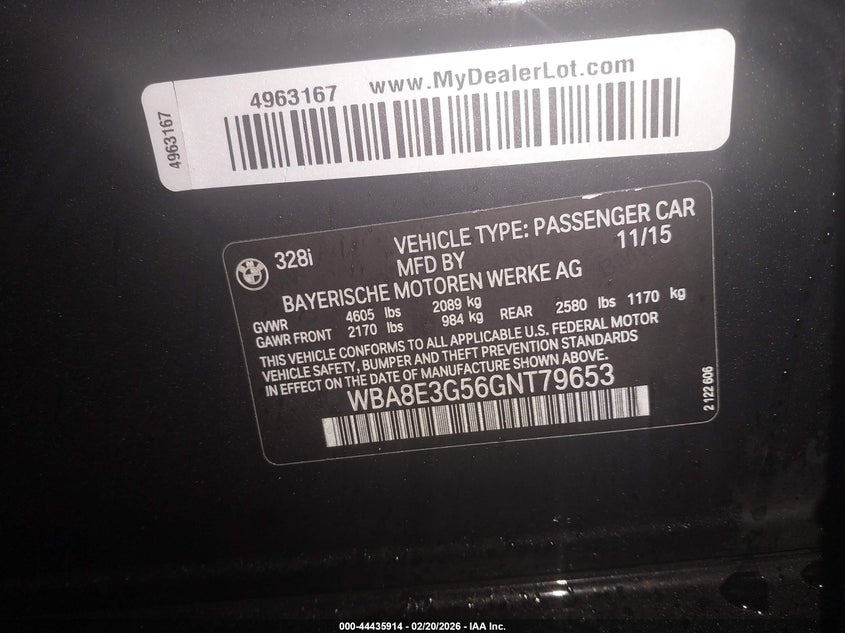 4963167 www.MyDealerLot.com
4963167
328i VEHICLE TYPE: PASSENGER CAR
MFD BY 11/15
BAYERISCHE MOTOREN WERKE AG
GVWR 4605 lbs 2089 kg
GAWR FRONT 2170 lbs 984 kg REAR 2580 lbs 1170 kg
THIS VEHICLE CONFORMS TO ALL APPLICABLE U.S. FEDERAL MOTOR
VEHICLE SAFETY, BUMPER AND THEFT PREVENTION STANDARDS
IN EFFECT ON THE DATE OF MANUFACTURE SHOWN ABOVE.
WBA8E3G56GNT79653
2 122 606
000-44435914 - 02/20/2026 - IAA Inc.